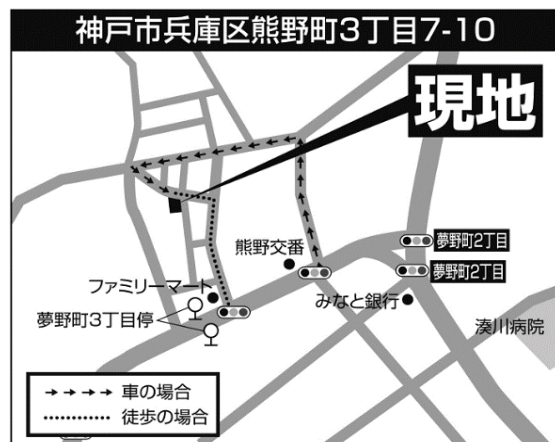 神戸市兵庫区熊野町3丁目7-10
現地
夢野町2丁目
熊野交番
夢野町2丁目
ファミリーマート
みなと銀行
夢野町3丁目停
湊川病院
車の場合
徒歩の場合